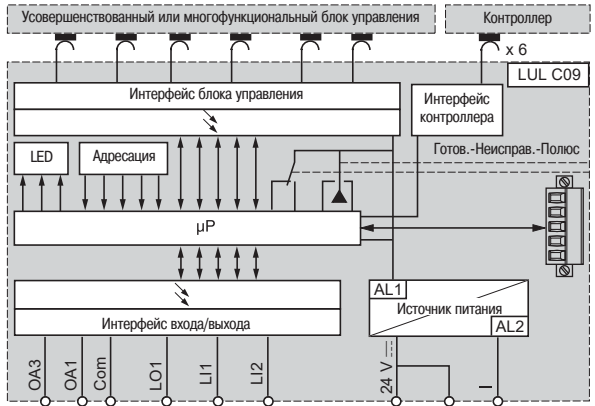 Усовершенствованный или многофункциональный блок управления
Контроллер
x 6
LUL C09
Интерфейс блока управления
Интерфейс
контроллера
Готов.-Неисправ.-Полюс
LED
Адресация
µP
AL1
Источник питания
AL2
Интерфейс входа/выхода
OA3
OA1
Com
LO1
LI1
LI2
24 V